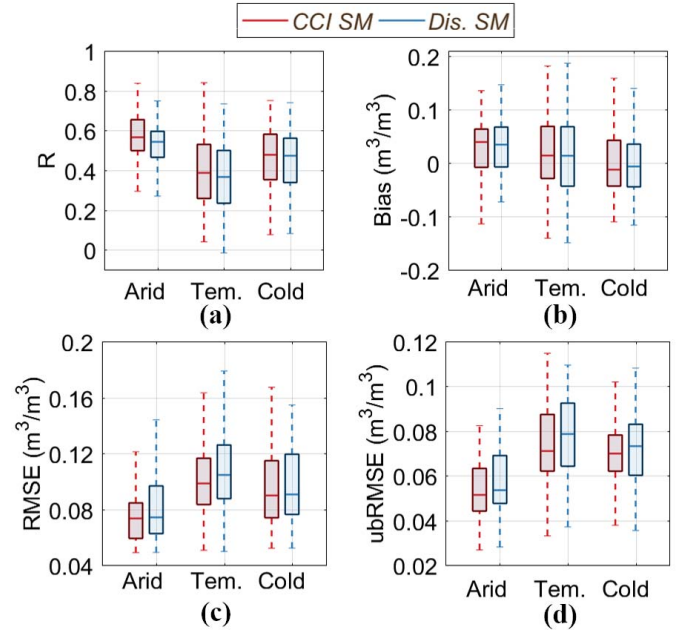 CCI SM Dis. SM
1
0.8
0.6
0.4
0.2
0
R
Arid Tem. Cold
(a)
0.2
0.1
0
-0.1
-0.2
Bias (m³/m³)
Arid Tem. Cold
(b)
0.2
0.16
0.12
0.08
0.04
RMSE (m³/m³)
Arid Tem. Cold
(c)
0.12
0.1
0.08
0.06
0.04
0.02
ubRMSE (m³/m³)
Arid Tem. Cold
(d)